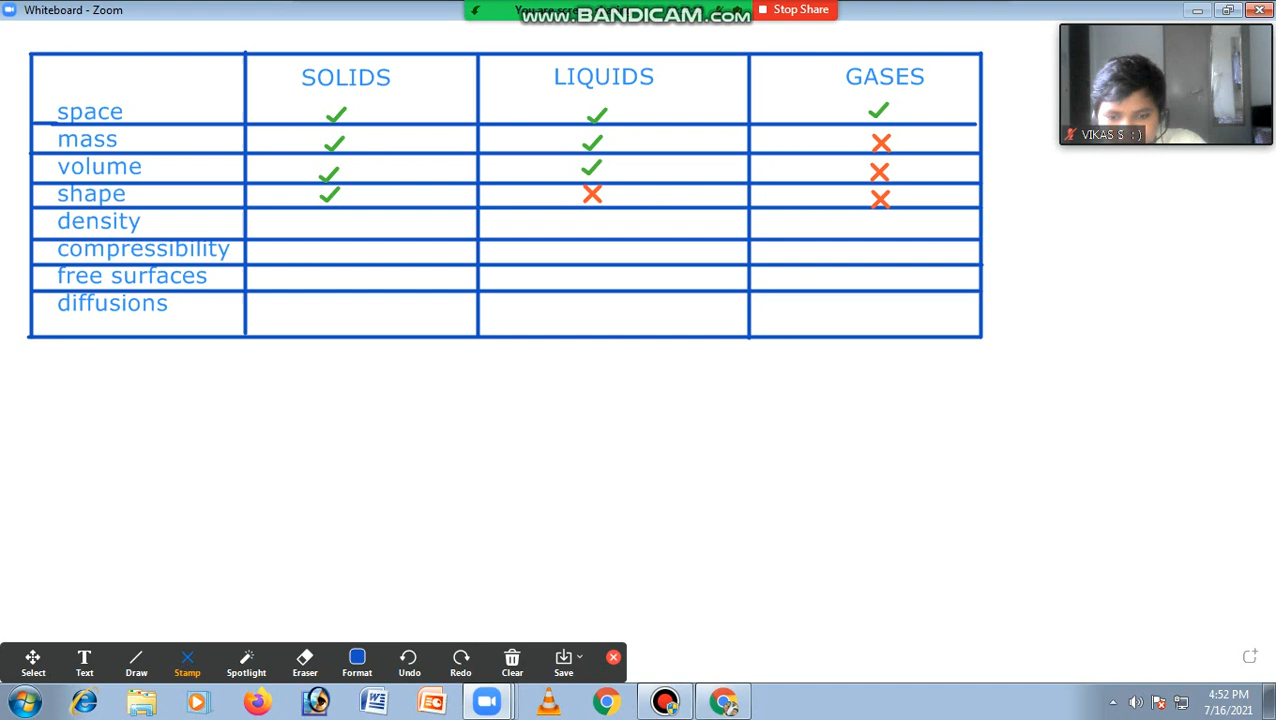 Whiteboard - Zoom
www.BANDICAM.com
Stop Share
SOLIDS LIQUIDS GASES
space ✓ ✓ ✓
mass ✓ ✓ ✗
volume ✓ ✓ ✗
shape ✓ ✗ ✗
density
compressibility
free surfaces
diffusions
VIKAS S :)
Select Text Draw Stamp Spotlight Eraser Format Undo Redo Clear Save
4:52 PM
7/16/2021